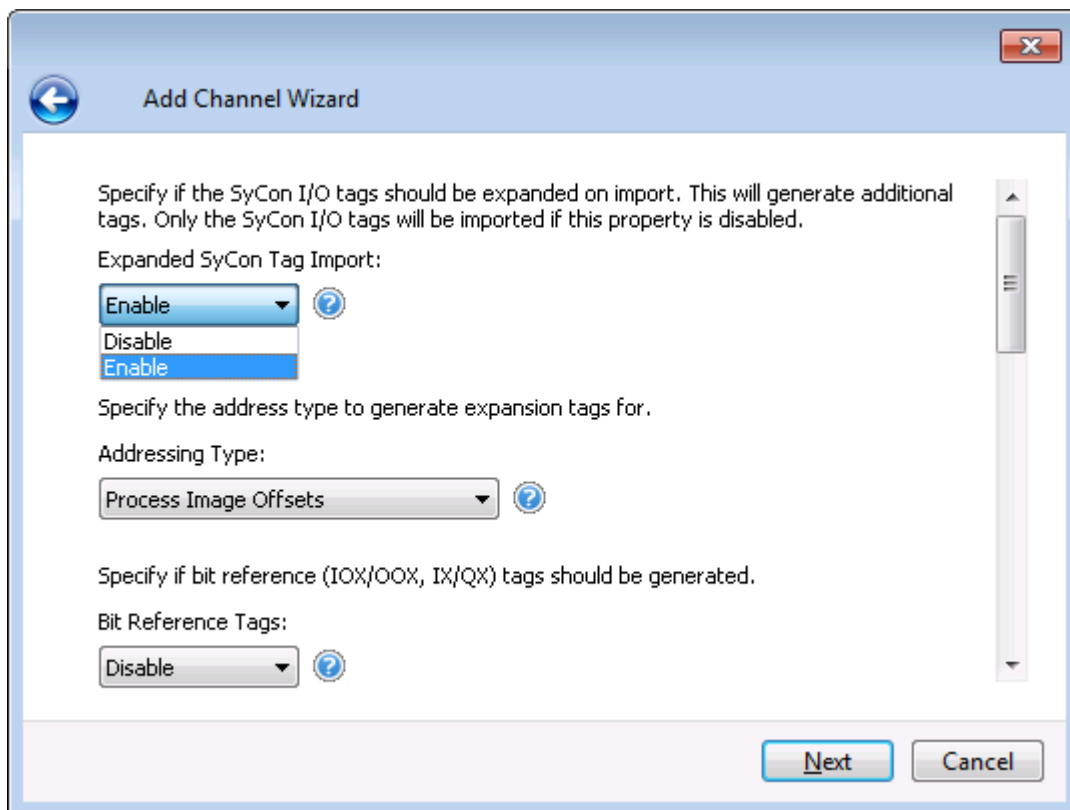 Add Channel Wizard
Specify if the SyCon I/O tags should be expanded on import. This will generate additional
tags. Only the SyCon I/O tags will be imported if this property is disabled.
Expanded SyCon Tag Import:
Enable
Disable
Enable
Specify the address type to generate expansion tags for.
Addressing Type:
Process Image Offsets
Specify if bit reference (IOX/OOX, IX/QX) tags should be generated.
Bit Reference Tags:
Disable
Next
Cancel